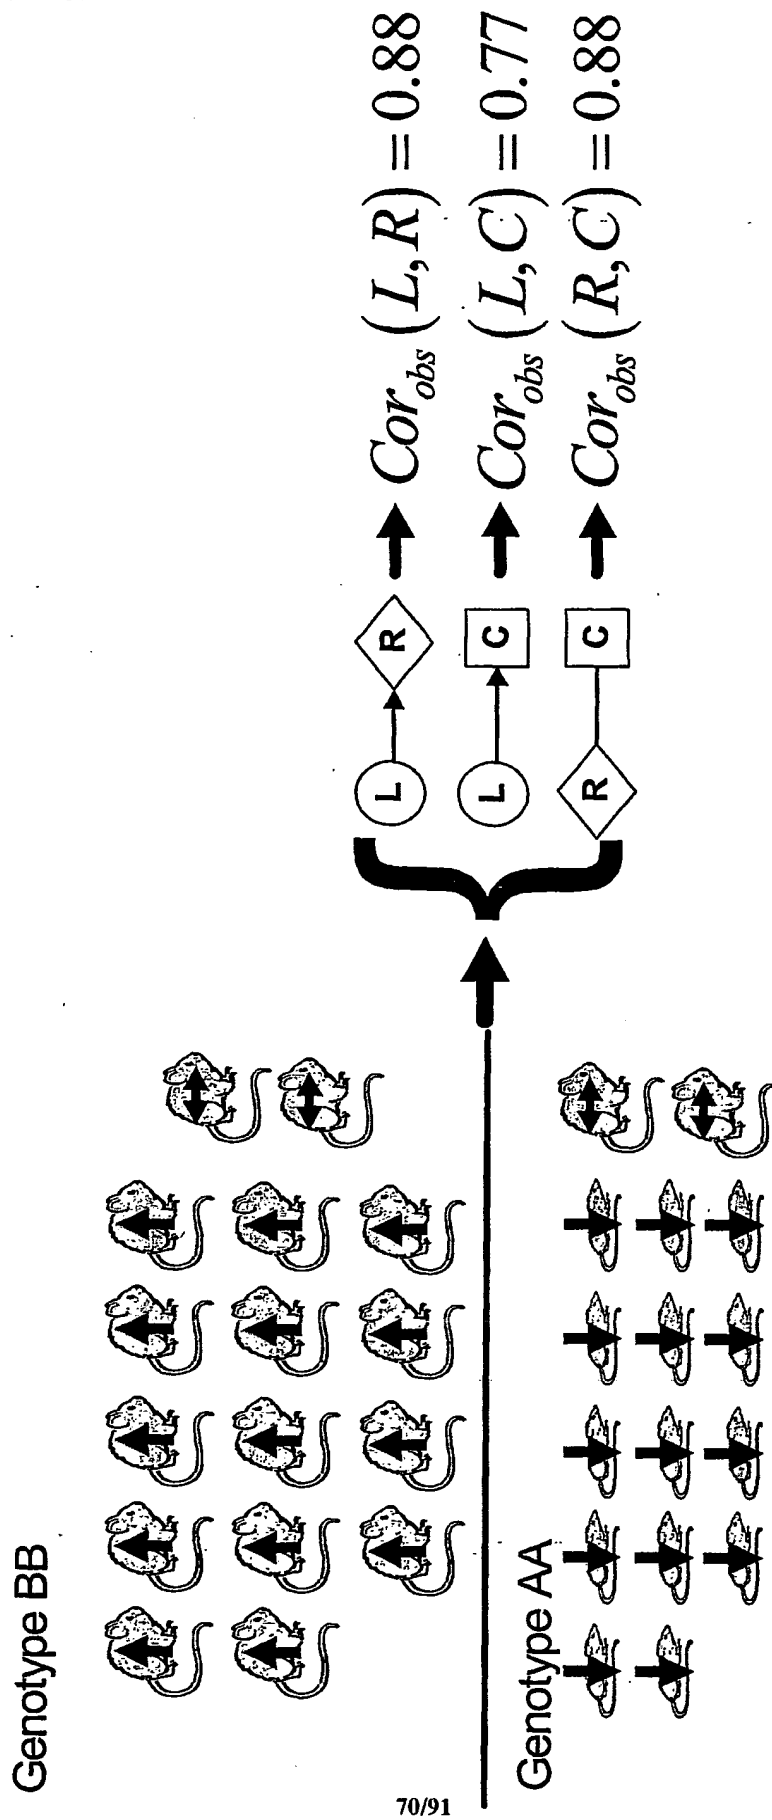 Genotype BB
Genotype AA
L R Cor_obs (L, R) = 0.88
L C Cor_obs (L, C) = 0.77
R C Cor_obs (R, C) = 0.88
70/91